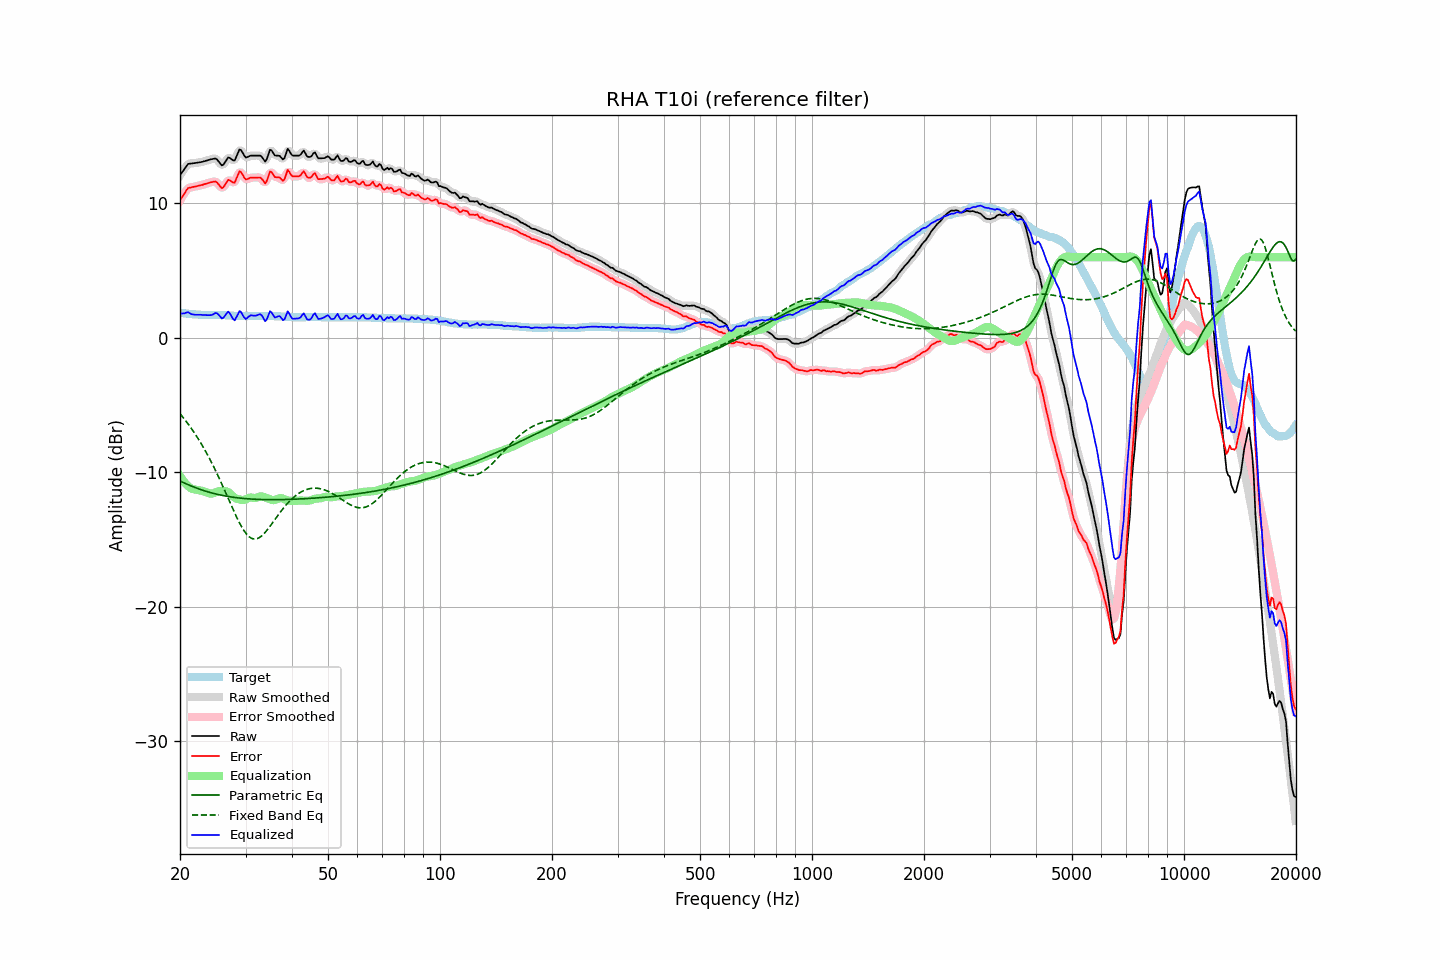 RHA T10i (reference filter)
Amplitude (dBr)
10
0
−10
−20
−30
Target
Raw Smoothed
Error Smoothed
Raw
Error
Equalization
Parametric Eq
Fixed Band Eq
Equalized
20 50 100 200 500 1000 2000 5000 10000 20000
Frequency (Hz)